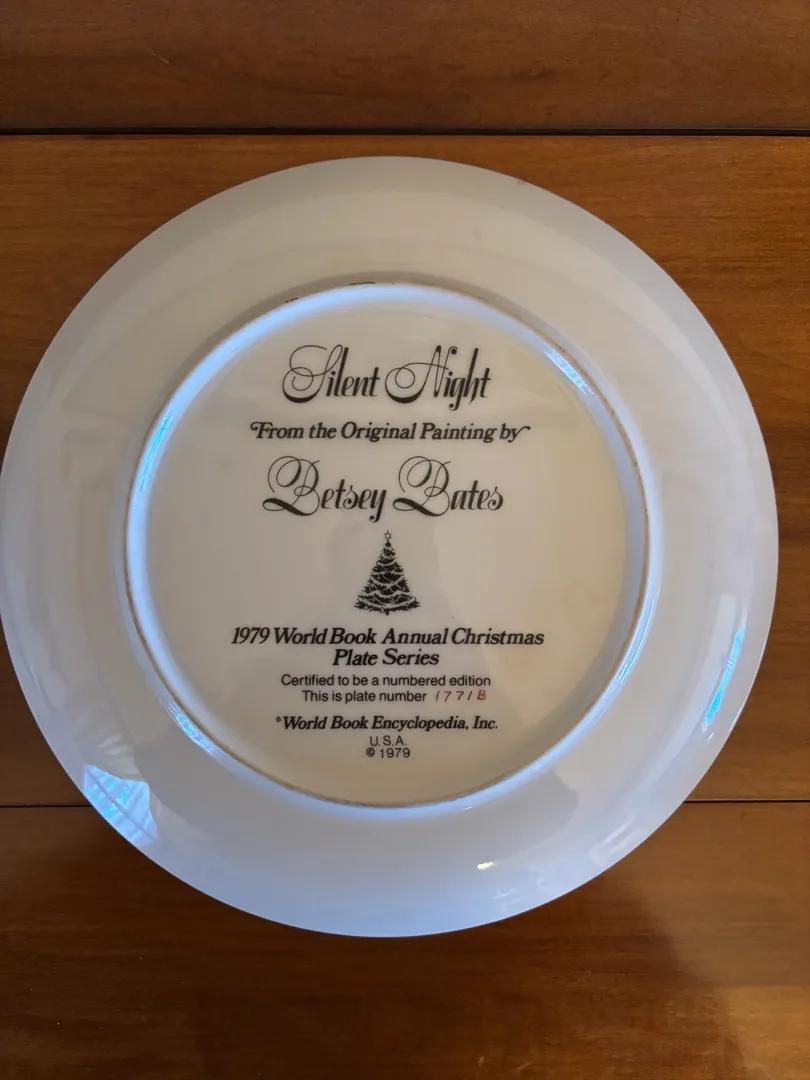 Silent Night
From the Original Painting by
Betsey Bates
1979 World Book Annual Christmas
Plate Series
Certified to be a numbered edition
This is plate number 1771B
®World Book Encyclopedia, Inc.
U.S.A.
© 1979